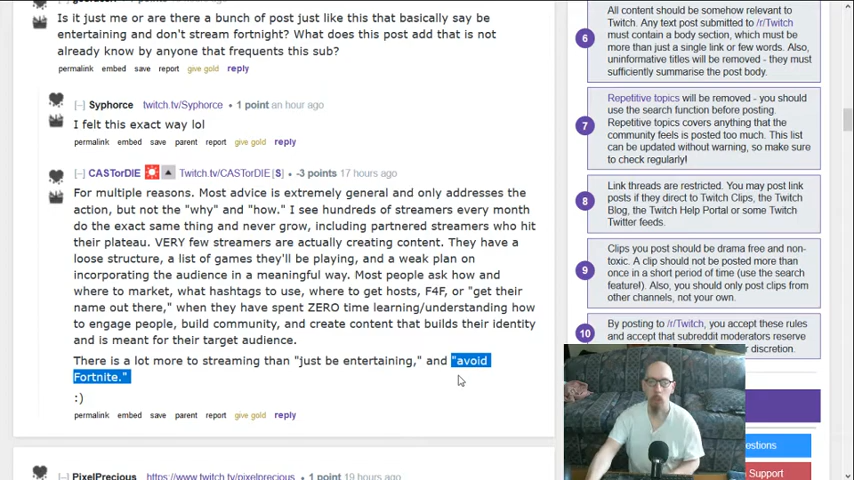 Is it just me or are there a bunch of post just like this that basically say be
entertaining and don't stream fortnight? What does this post add that is not
already know by anyone that frequents this sub?
permalink embed save report give gold reply
[–] Syphorce twitch.tv/Syphorce • 1 point an hour ago
I felt this exact way lol
permalink embed save parent report give gold reply
[–] CASTorDIE Twitch.tv/CASTorDIE [S] • -3 points 17 hours ago
For multiple reasons. Most advice is extremely general and only addresses the
action, but not the "why" and "how." I see hundreds of streamers every month
do the exact same thing and never grow, including partnered streamers who hit
their plateau. VERY few streamers are actually creating content. They have a
loose structure, a list of games they'll be playing, and a weak plan on
incorporating the audience in a meaningful way. Most people ask how and
where to market, what hashtags to use, where to get hosts, F4F, or "get their
name out there," when they have spent ZERO time learning/understanding how
to engage people, build community, and create content that builds their identity
and is meant for their target audience.
There is a lot more to streaming than "just be entertaining," and "avoid
Fortnite."
:)
permalink embed save parent report give gold reply
[–] PixelPrecious https://www.twitch.tv/pixelprecious • 1 point 19 hours ago
6
All content should be somehow relevant to
Twitch. Any text post submitted to /r/Twitch
must contain a body section, which must be
more than just a single link or few words. Also,
uninformative titles will be removed - they must
sufficiently summarise the post body.
7
Repetitive topics will be removed - you should
use the search function before posting.
Repetitive topics covers anything that the
community feels is posted too much. This list
can be updated without warning, so make sure
to check regularly!
8
Link threads are restricted. You may post link
posts if they direct to Twitch Clips, the Twitch
Blog, the Twitch Help Portal or some Twitch
Twitter feeds.
9
Clips you post should be drama free and non-
toxic. A clip should not be posted more than
once in a short period of time (use the search
feature!). Also, you should only post clips from
other channels, not your own.
10
By posting to /r/Twitch, you accept these rules
and accept that subreddit moderators reserve
discretion.
Support